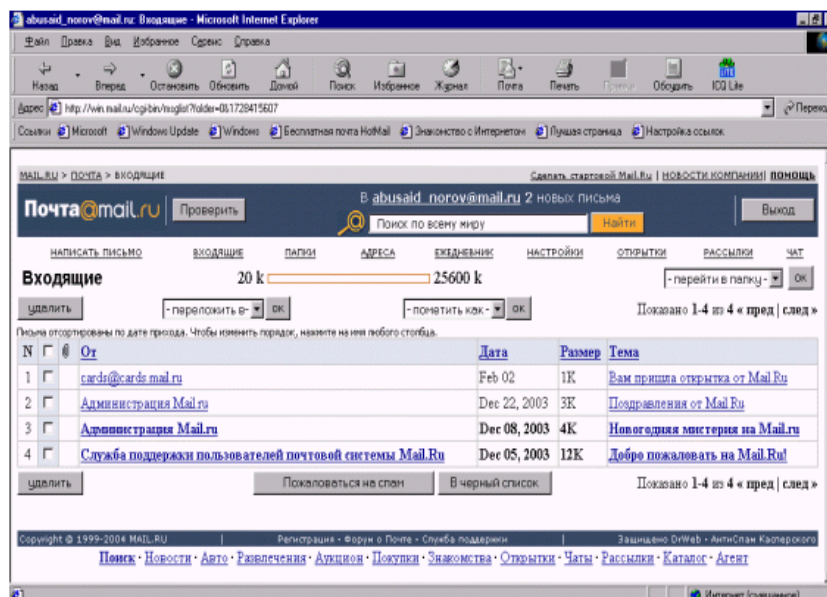 abusaid_norov@mail.ru: Входящие - Microsoft Internet Explorer
Файл Правка Вид Избранное Сервис Справка
Назад Вперед Остановить Обновить Домой Поиск Избранное Журнал Почта Печать Правка Обсудить ICQ Lite
Адрес http://win.mail.ru/cgi-bin/msglist?folder=0&1728415607 Перехо
Ссылки Microsoft Windows Update Windows Бесплатная почта HotMail Знакомство с Интернетом Лучшая страница Настройка ссылок
MAIL.RU > ПОЧТА > ВХОДЯЩИЕ Сделать стартовой Mail.Ru | НОВОСТИ КОМПАНИИ| ПОМОЩЬ
В abusaid_norov@mail.ru 2 новых письма
Почта@mail.ru Проверить Поиск по всему миру Найти Выход
НАПИСАТЬ ПИСЬМО ВХОДЯЩИЕ ПАПКИ АДРЕСА ЕЖЕДНЕВНИК НАСТРОЙКИ ОТКРЫТКИ РАССЫЛКИ ЧАТ
Входящие 20 k 25600 k - перейти в папку - ОК
удалить - переложить в - ОК - пометить как - ОК Показано 1-4 из 4 « пред | след »
Письма отсортированы по дате прихода. Чтобы изменить порядок, нажмите на имя любого столбца.
N От Дата Размер Тема
1 cards@cards.mail.ru Feb 02 1K Вам пришла открытка от Mail.Ru
2 Администрация Mail.ru Dec 22, 2003 3K Поздравления от Mail.Ru
3 Администрация Mail.ru Dec 08, 2003 4K Новогодняя мистерия на Mail.ru
4 Служба поддержки пользователей почтовой системы Mail.Ru Dec 05, 2003 12K Добро пожаловать на Mail.Ru!
удалить Пожаловаться на спам В черный список Показано 1-4 из 4 « пред | след »
Copyright © 1999-2004 MAIL.RU | Регистрация • Форум о Почте • Служба поддержки | Защищено DrWeb • АнтиСпам Касперского
Поиск · Новости · Авто · Развлечения · Аукцион · Покупки · Знакомства · Открытки · Чаты · Рассылки · Каталог · Агент
Интернет (смешанное)